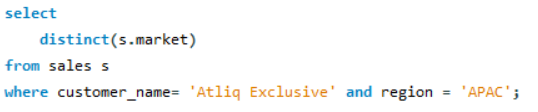 select
distinct(s.market)
from sales s
where customer_name= 'Atliq Exclusive' and region = 'APAC';